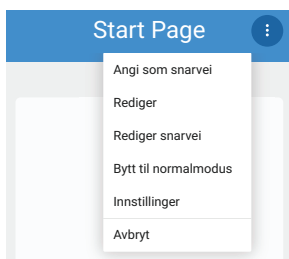 Start Page
Angi som snarvei
Rediger
Rediger snarvei
Bytt til normalmodus
Innstillinger
Avbryt